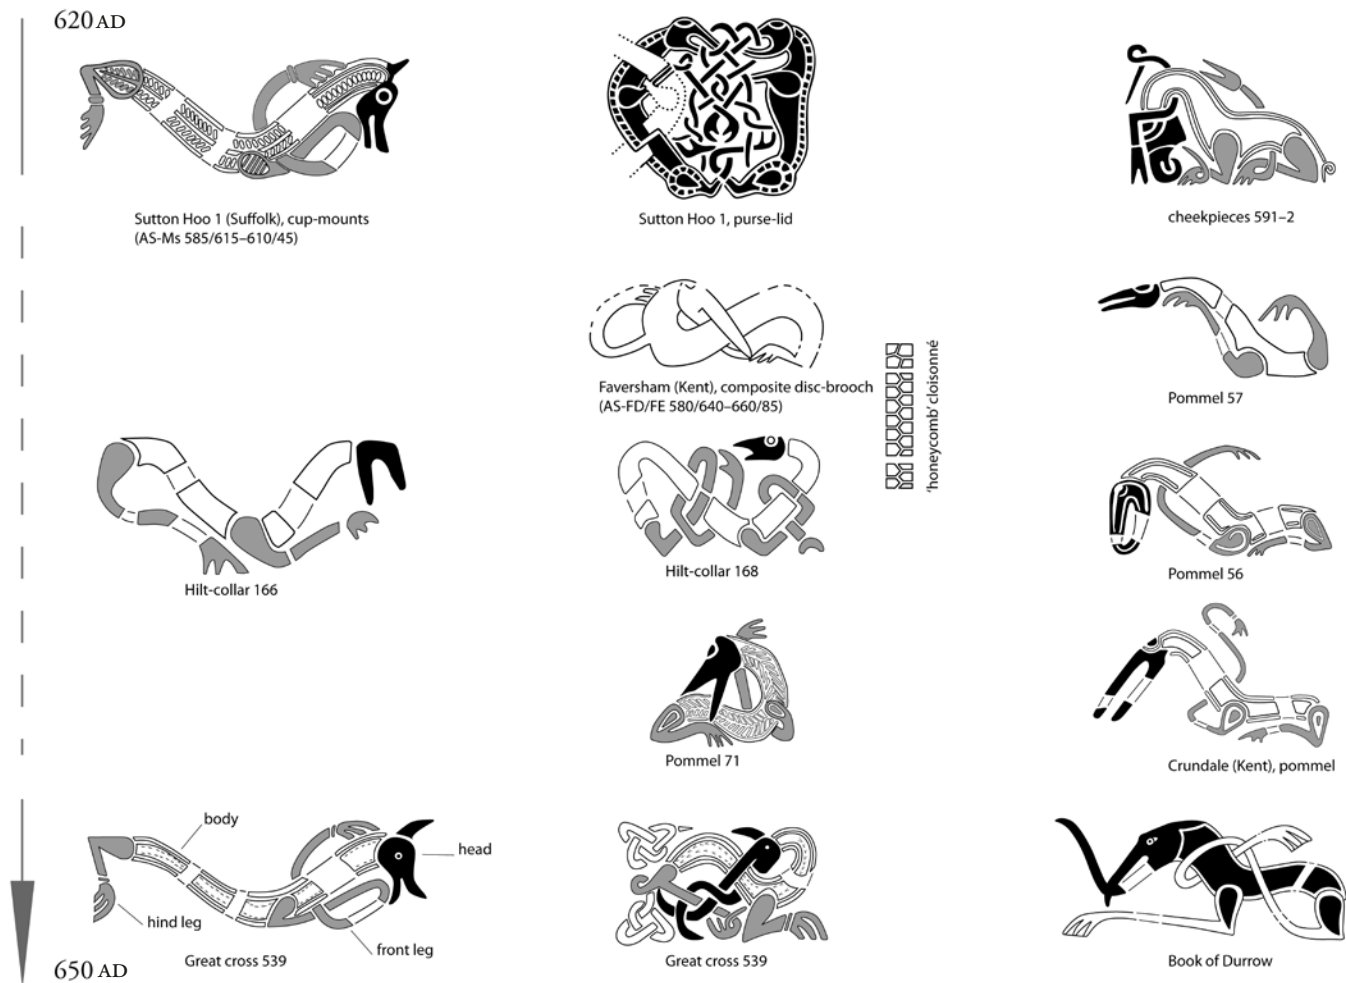 620 AD
Sutton Hoo 1 (Suffolk), cup-mounts
(AS-Ms 585/615–610/45)
Sutton Hoo 1, purse-lid
cheekpieces 591–2
Faversham (Kent), composite disc-brooch
(AS-FD/FE 580/640–660/85)
'honeycomb' cloisonné
Pommel 57
Hilt-collar 166
Hilt-collar 168
Pommel 56
Pommel 71
Crundale (Kent), pommel
body
head
hind leg
front leg
Great cross 539
Great cross 539
Book of Durrow
650 AD